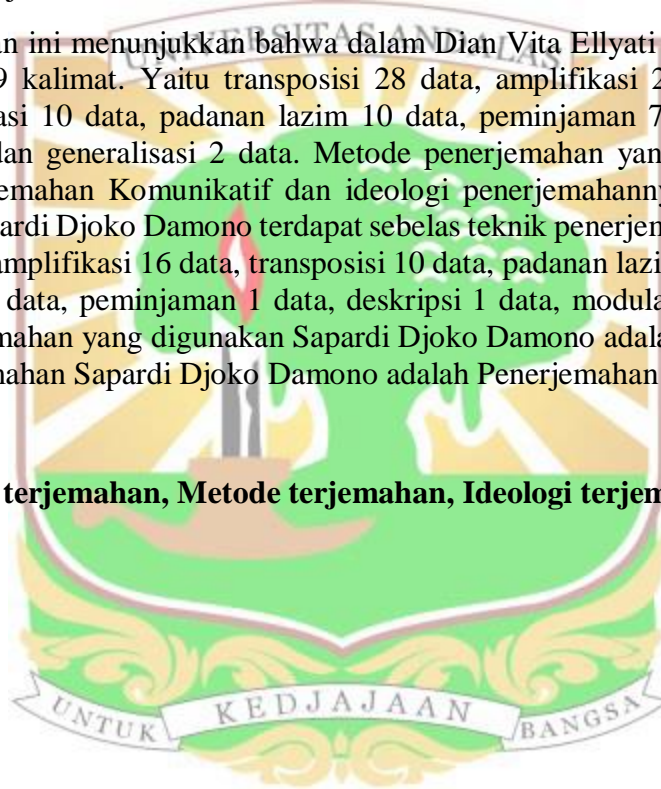 an ini menunjukkan bahwa dalam Dian Vita Ellyati
UNIVERSITAS ANDALAS
9 kalimat. Yaitu transposisi 28 data, amplifikasi 2
asi 10 data, padanan lazim 10 data, peminjaman 7
dan generalisasi 2 data. Metode penerjemahan yan
emahan Komunikatif dan ideologi penerjemahanny
pardi Djoko Damono terdapat sebelas teknik penerjem
amplifikasi 16 data, transposisi 10 data, padanan lazi
data, peminjaman 1 data, deskripsi 1 data, modula
mahan yang digunakan Sapardi Djoko Damono adala
mahan Sapardi Djoko Damono adalah Penerjemahan
terjemahan, Metode terjemahan, Ideologi terjem
UNTUK KEDJAJAAN BANGSA